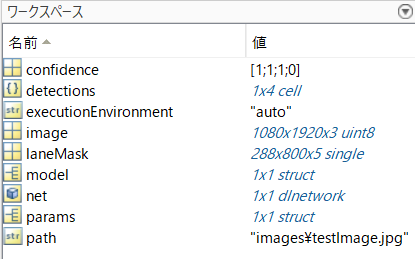 ワークスペース
名前 値
confidence [1;1;1;0]
{} detections 1x4 cell
str executionEnvironment "auto"
image 1080x1920x3 uint8
laneMask 288x800x5 single
model 1x1 struct
net 1x1 dlnetwork
params 1x1 struct
str path "images¥testImage.jpg"